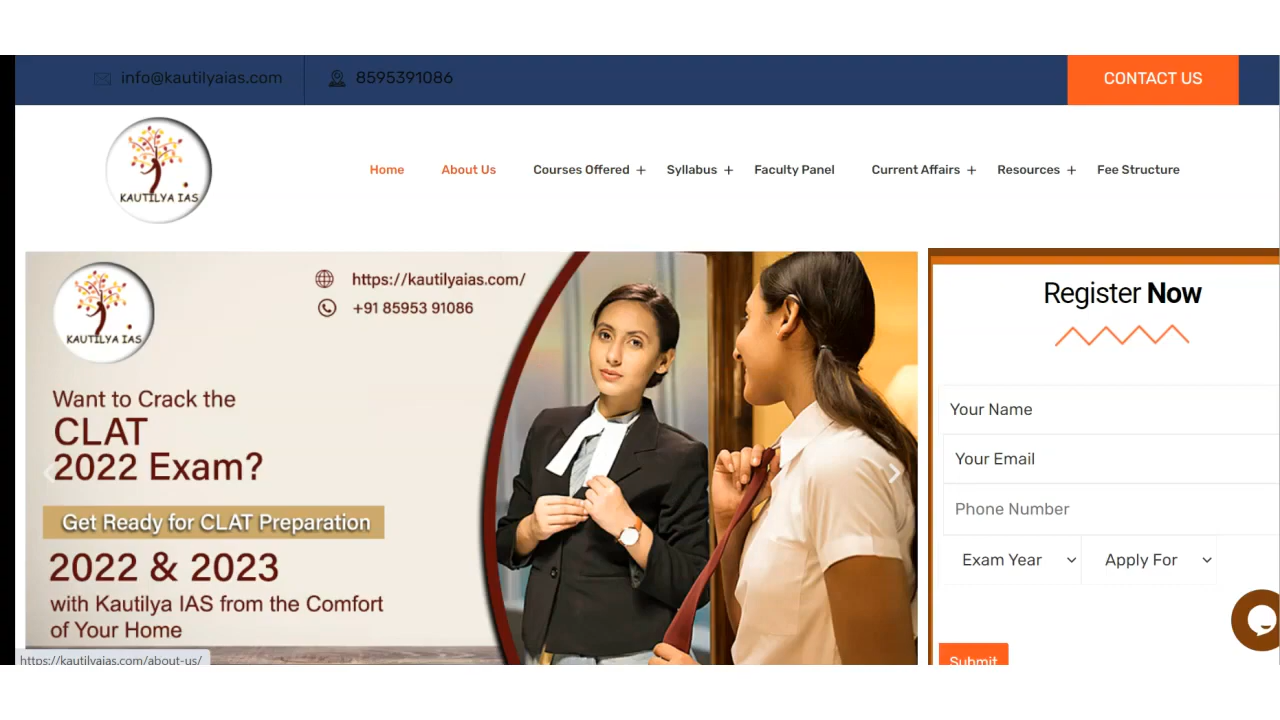 info@kautilyaias.com
8595391086
CONTACT US
KAUTILYA IAS
Home
About Us
Courses Offered +
Syllabus +
Faculty Panel
Current Affairs +
Resources +
Fee Structure
KAUTILYA IAS
https://kautilyaias.com/
+91 85953 91086
Want to Crack the
CLAT
2022 Exam?
Get Ready for CLAT Preparation
2022 & 2023
with Kautilya IAS from the Comfort
of Your Home
Register Now
Your Name
Your Email
Phone Number
Exam Year
Apply For
Submit
https://kautilyaias.com/about-us/